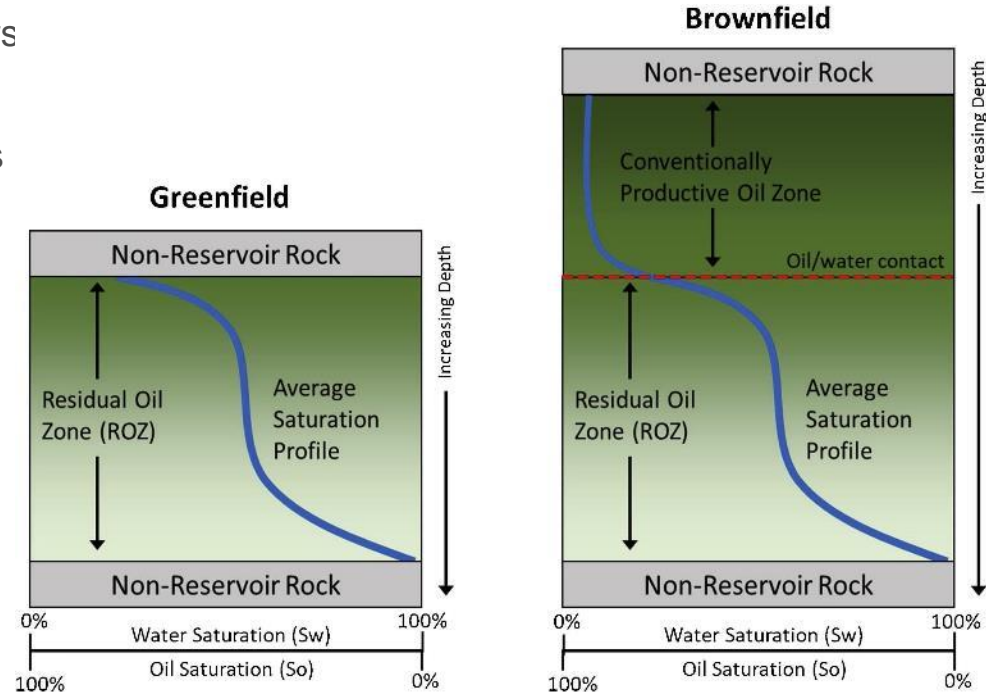 Greenfield
Non-Reservoir Rock
Residual Oil
Zone (ROZ)
Average
Saturation
Profile
Non-Reservoir Rock
Increasing Depth
0%
100%
Water Saturation (Sw)
Oil Saturation (So)
100%
0%
Brownfield
Non-Reservoir Rock
Conventionally
Productive Oil Zone
Oil/water contact
Residual Oil
Zone (ROZ)
Average
Saturation
Profile
Non-Reservoir Rock
Increasing Depth
0%
100%
Water Saturation (Sw)
Oil Saturation (So)
100%
0%